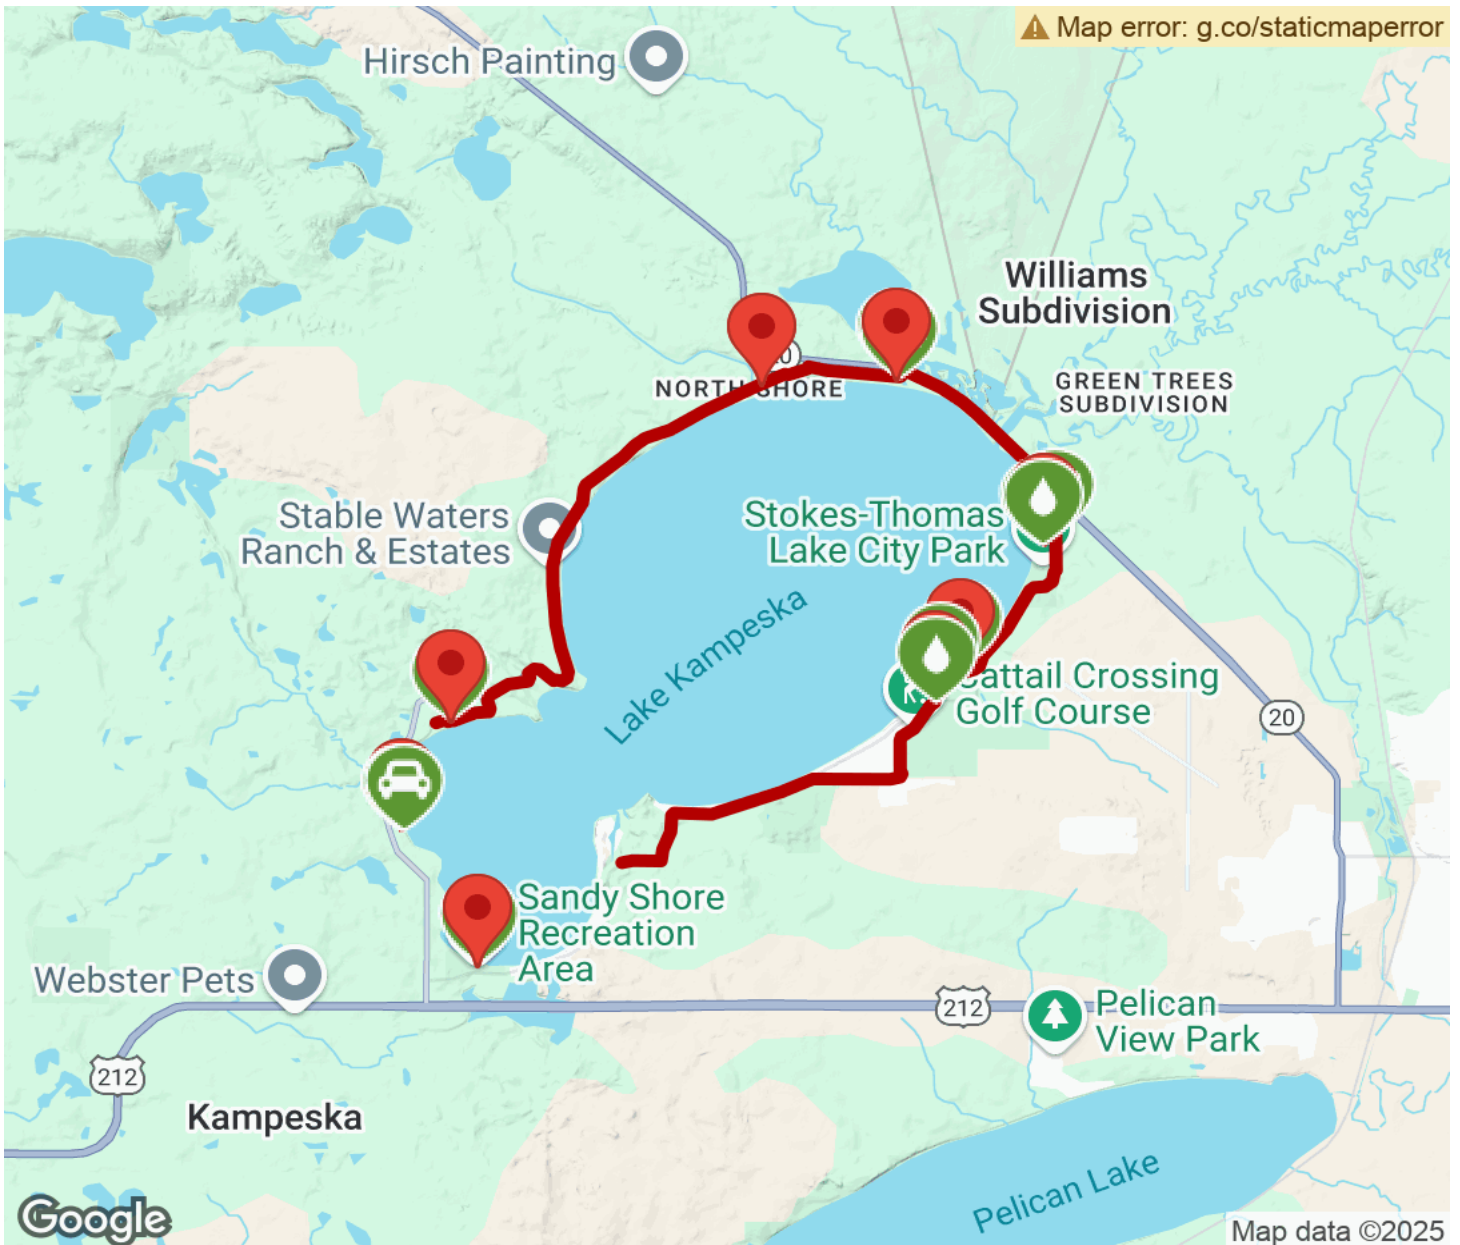 Map error: g.co/staticmaperror
Hirsch Painting
Williams
Subdivision
NORTH SHORE
GREEN TREES
SUBDIVISION
Stable Waters
Ranch & Estates
Stokes-Thomas
Lake City Park
Lake Kampeska
Cattail Crossing
Golf Course
20
Sandy Shore
Recreation
Area
Webster Pets
212
Pelican
View Park
212
Kampeska
Pelican Lake
Google
Map data ©2025